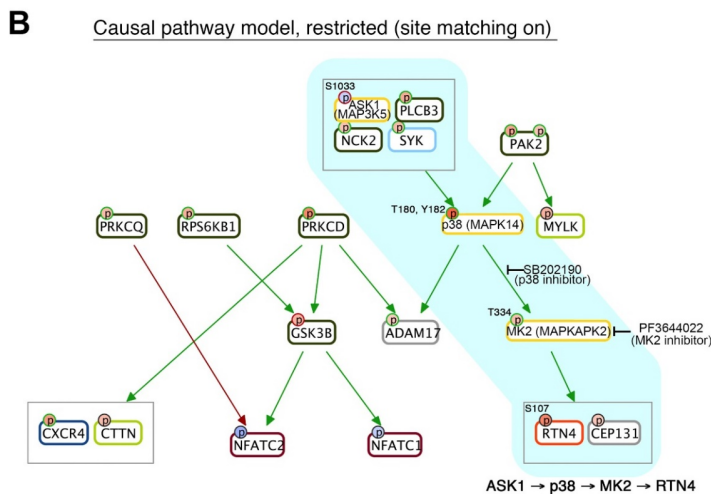 B
Causal pathway model, restricted (site matching on)
S1033
p
p
ASK1
(MAP3K5)
PLCB3
p
p
NCK2
SYK
p
p
PAK2
p
p
p
T180, Y182
p
p
PRKCQ
RPS6KB1
PRKCD
p38 (MAPK14)
MYLK
SB202190
(p38 inhibitor)
T334
p
p
p
GSK3B
ADAM17
MK2 (MAPKAPK2)
PF3644022
(MK2 inhibitor)
S107
p
p
p
p
p
p
CXCR4
CTTN
NFATC2
NFATC1
RTN4
CEP131
ASK1 → p38 → MK2 → RTN4